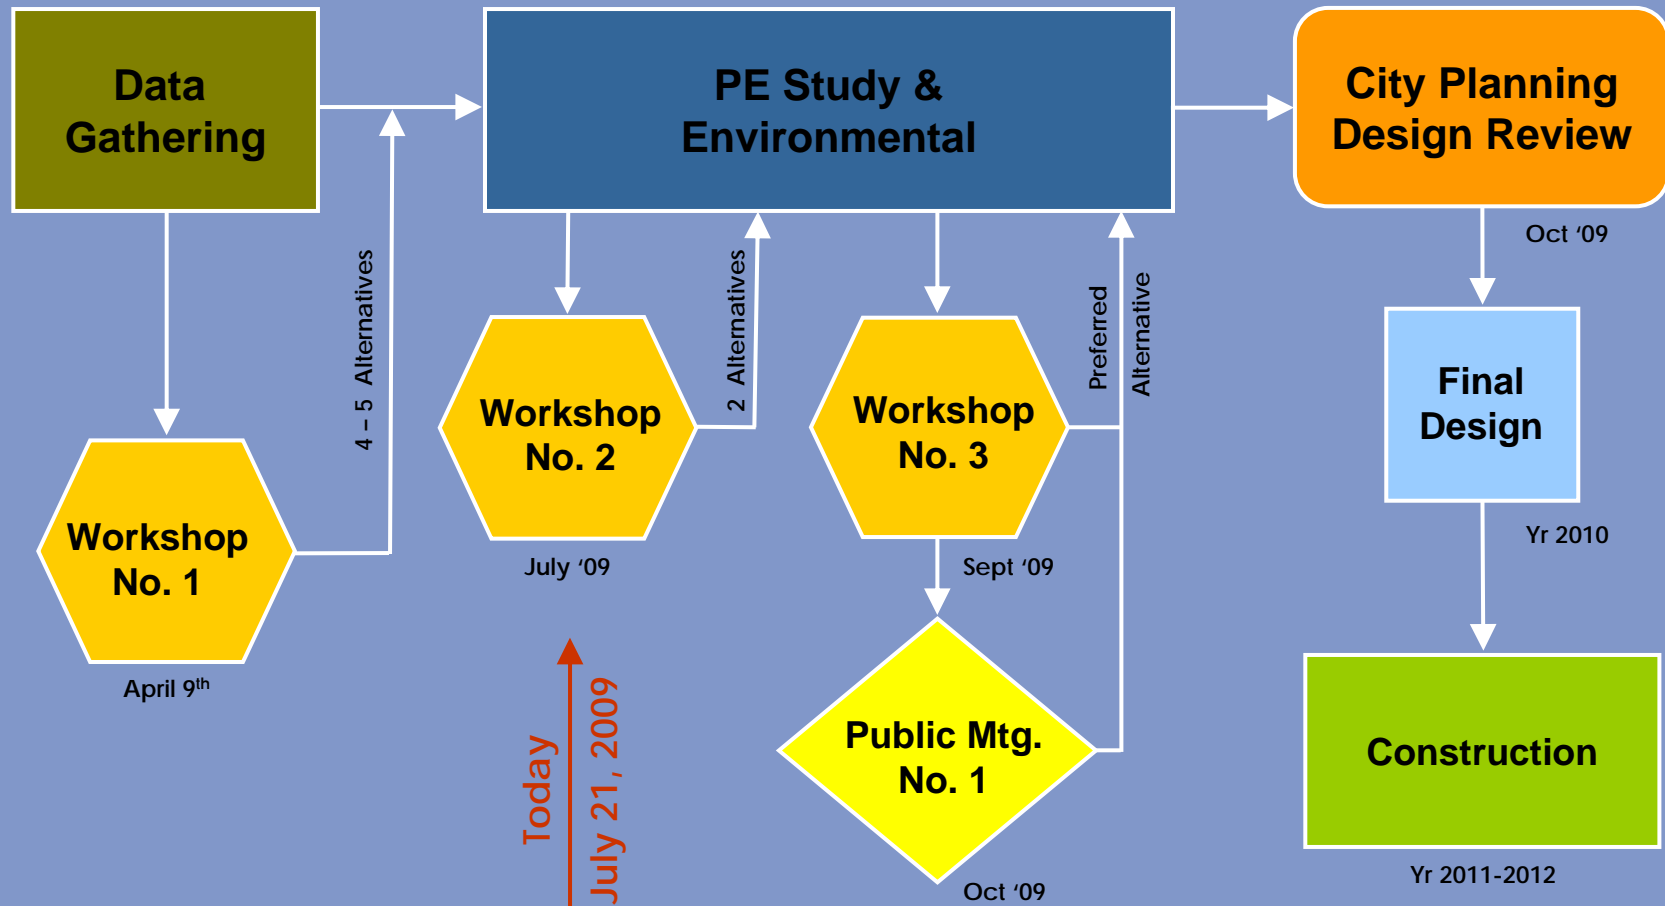 Data
Gathering
PE Study &
Environmental
City Planning
Design Review
Oct ‘09
4 – 5 Alternatives
2 Alternatives
Preferred
Alternative
Workshop
No. 1
April 9th
Workshop
No. 2
July ‘09
Workshop
No. 3
Sept ‘09
Final
Design
Yr 2010
Today
July 21, 2009
Public Mtg.
No. 1
Oct ‘09
Construction
Yr 2011-2012